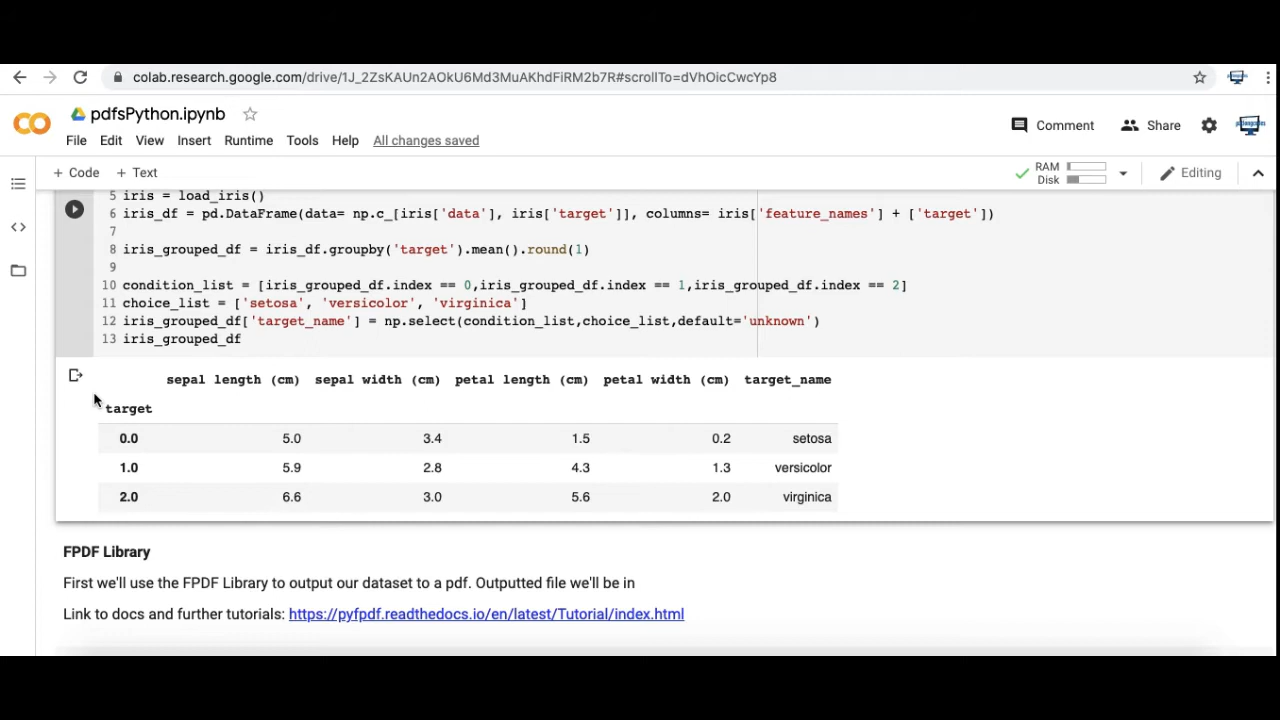 colab.research.google.com/drive/1J_2ZsKAUn2AOkU6Md3MuAKhdFiRM2b7R#scrollTo=dVhOicCwcYp8
pdfsPython.ipynb
Comment Share
File Edit View Insert Runtime Tools Help All changes saved
+ Code + Text
RAM
Disk
Editing
5 iris = load_iris()
6 iris_df = pd.DataFrame(data= np.c_[iris['data'], iris['target']], columns= iris['feature_names'] + ['target'])
7
8 iris_grouped_df = iris_df.groupby('target').mean().round(1)
9
10 condition_list = [iris_grouped_df.index == 0,iris_grouped_df.index == 1,iris_grouped_df.index == 2]
11 choice_list = ['setosa', 'versicolor', 'virginica']
12 iris_grouped_df['target_name'] = np.select(condition_list,choice_list,default='unknown')
13 iris_grouped_df
sepal length (cm) sepal width (cm) petal length (cm) petal width (cm) target_name
target
0.0 5.0 3.4 1.5 0.2 setosa
1.0 5.9 2.8 4.3 1.3 versicolor
2.0 6.6 3.0 5.6 2.0 virginica
FPDF Library
First we'll use the FPDF Library to output our dataset to a pdf. Outputted file we'll be in
Link to docs and further tutorials: https://pyfpdf.readthedocs.io/en/latest/Tutorial/index.html